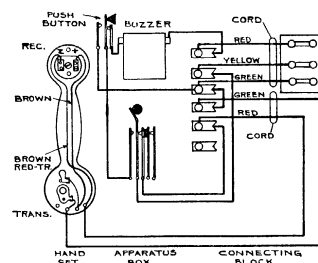 PUSH
BUTTON
BUZZER
CORD
REC.
RED
YELLOW
GREEN
GREEN
RED
BROWN
CORD
BROWN
RED-TR.
TRANS.
HAND
SET
APPARATUS
BOX
CONNECTING
BLOCK